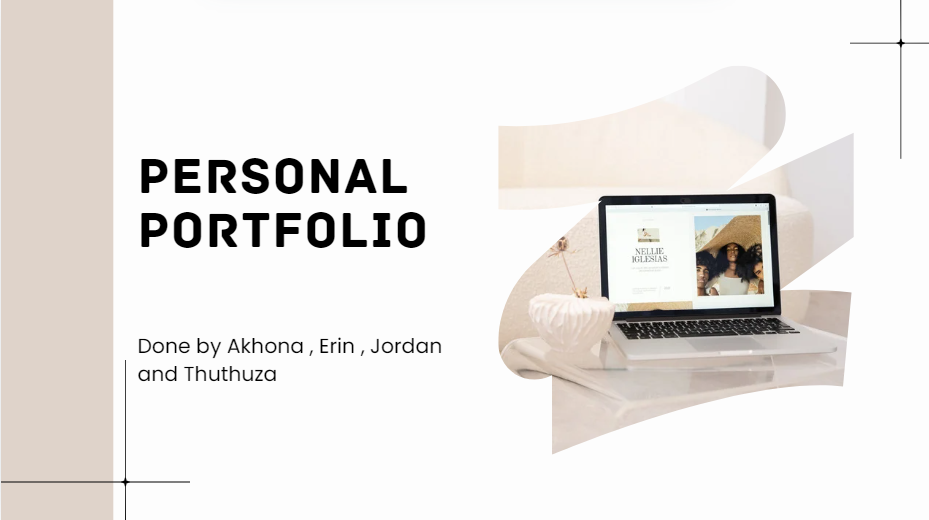 PERSONAL
PORTFOLIO
Done by Akhona , Erin , Jordan
and Thuthuza
NELLIE
IGLESIAS